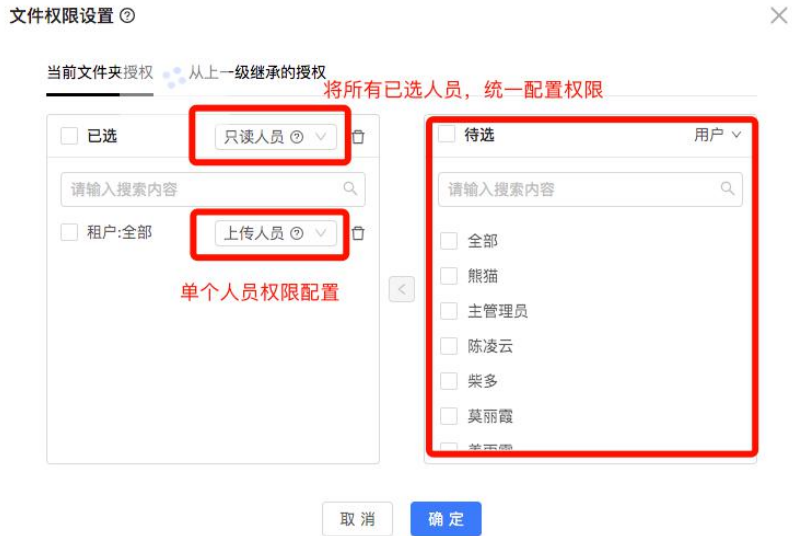 文件权限设置
当前文件夹授权 从上一级继承的授权
将所有已选人员，统一配置权限
已选 只读人员
请输入搜索内容
租户:全部 上传人员
单个人员权限配置
待选 用户
请输入搜索内容
全部
熊猫
主管理员
陈凌云
柴多
莫丽霞
取消 确定